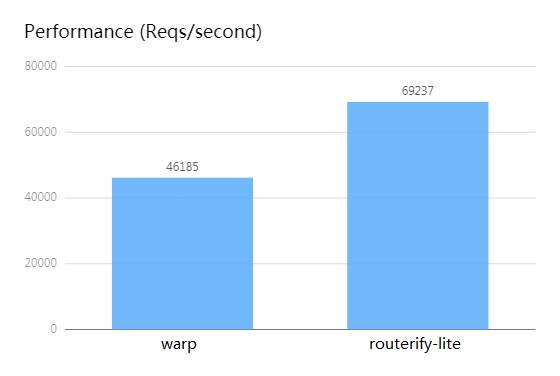 Performance (Reqs/second)
80000
69237
60000
46185
40000
20000
0
warp
routerify-lite